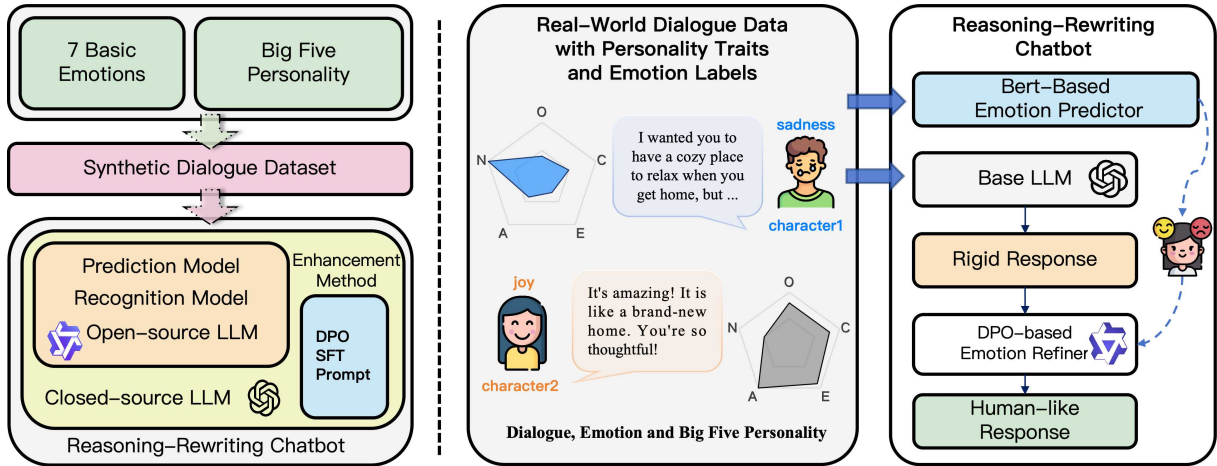 7 Basic
Emotions
Big Five
Personality
Synthetic Dialogue Dataset
Prediction Model
Recognition Model
Open-source LLM
Closed-source LLM
Enhancement
Method
DPO
SFT
Prompt
Reasoning-Rewriting Chatbot
Real-World Dialogue Data
with Personality Traits
and Emotion Labels
O
N
C
A
E
I wanted you to
have a cozy place
to relax when you
get home, but ...
sadness
character1
joy
character2
It's amazing! It is
like a brand-new
home. You're so
thoughtful!
O
N
C
A
E
Dialogue, Emotion and Big Five Personality
Reasoning-Rewriting
Chatbot
Bert-Based
Emotion Predictor
Base LLM
Rigid Response
DPO-based
Emotion Refiner
Human-like
Response